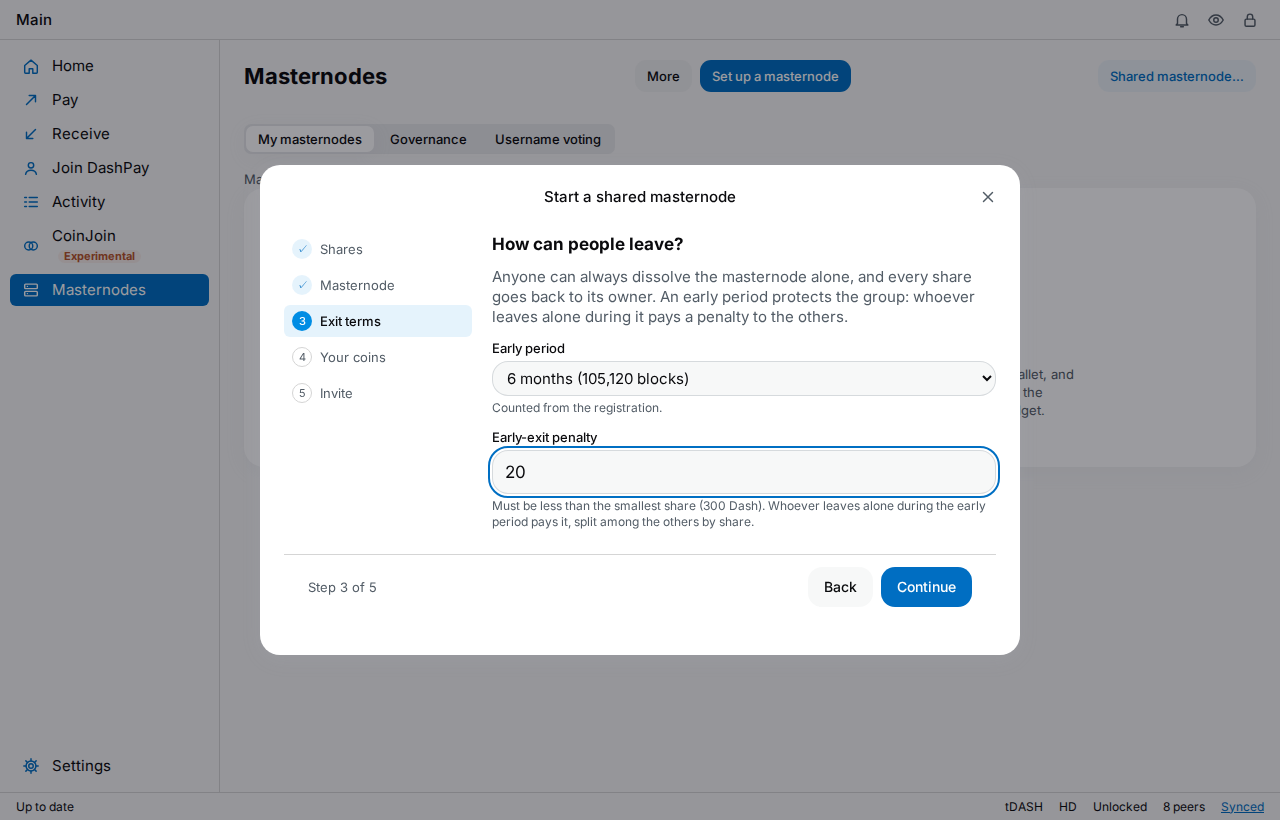 Main
Home
Pay
Receive
Join DashPay
Activity
CoinJoin
Experimental
Masternodes
Settings
Masternodes
More
Set up a masternode
Shared masternode...
My masternodes
Governance
Username voting
Start a shared masternode
✓ Shares
✓ Masternode
3 Exit terms
4 Your coins
5 Invite
How can people leave?
Anyone can always dissolve the masternode alone, and every share
goes back to its owner. An early period protects the group: whoever
leaves alone during it pays a penalty to the others.
Early period
6 months (105,120 blocks)
Counted from the registration.
Early-exit penalty
20
Must be less than the smallest share (300 Dash). Whoever leaves alone during the early
period pays it, split among the others by share.
Step 3 of 5
Back
Continue
and
the
Up to date
tDASH
HD
Unlocked
8 peers
Synced